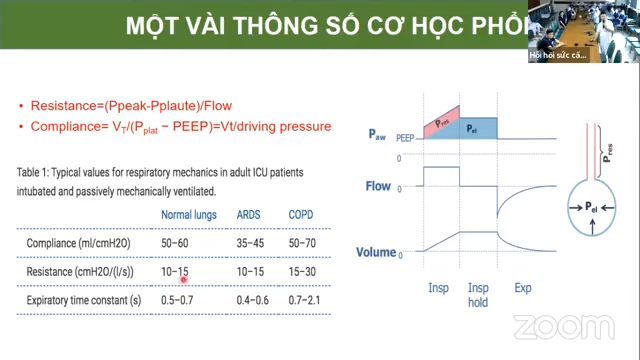 MỘT VÀI THÔNG SỐ CƠ HỌC PHỔI
Hồi hỏi sức cấ...
• Resistance=(Ppeak-Pplaute)/Flow
• Compliance= VT/(Pplat − PEEP)=Vt/driving pressure
Table 1: Typical values for respiratory mechanics in adult ICU patients
intubated and passively mechanically ventilated.
Normal lungs ARDS COPD
Compliance (ml/cmH2O) 50–60 35–45 50–70
Resistance (cmH2O/(l/s)) 10–15 10–15 15–30
Expiratory time constant (s) 0.5–0.7 0.4–0.6 0.7–2.1
Paw PEEP Pres Pel
0
Flow 0
Volume 0
Insp Insp hold Exp
Pres
Pel
zoom